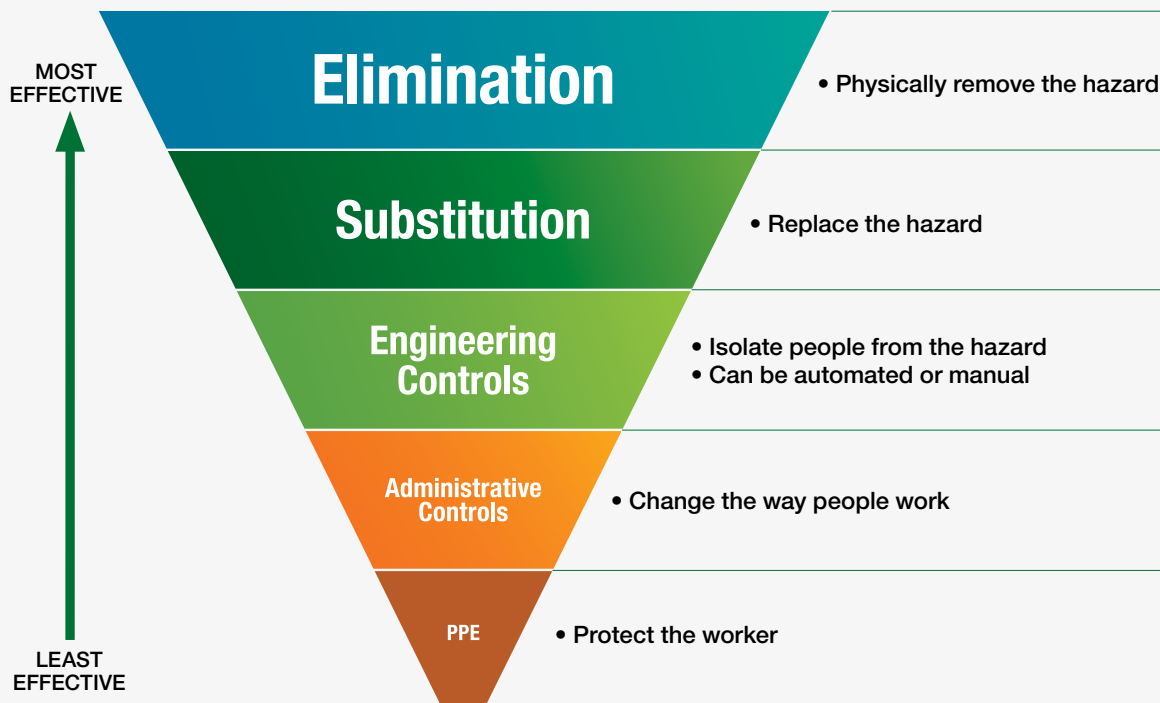 MOST
EFFECTIVE
Elimination
• Physically remove the hazard
Substitution
• Replace the hazard
Engineering
Controls
• Isolate people from the hazard
• Can be automated or manual
Administrative
Controls
• Change the way people work
PPE
• Protect the worker
LEAST
EFFECTIVE